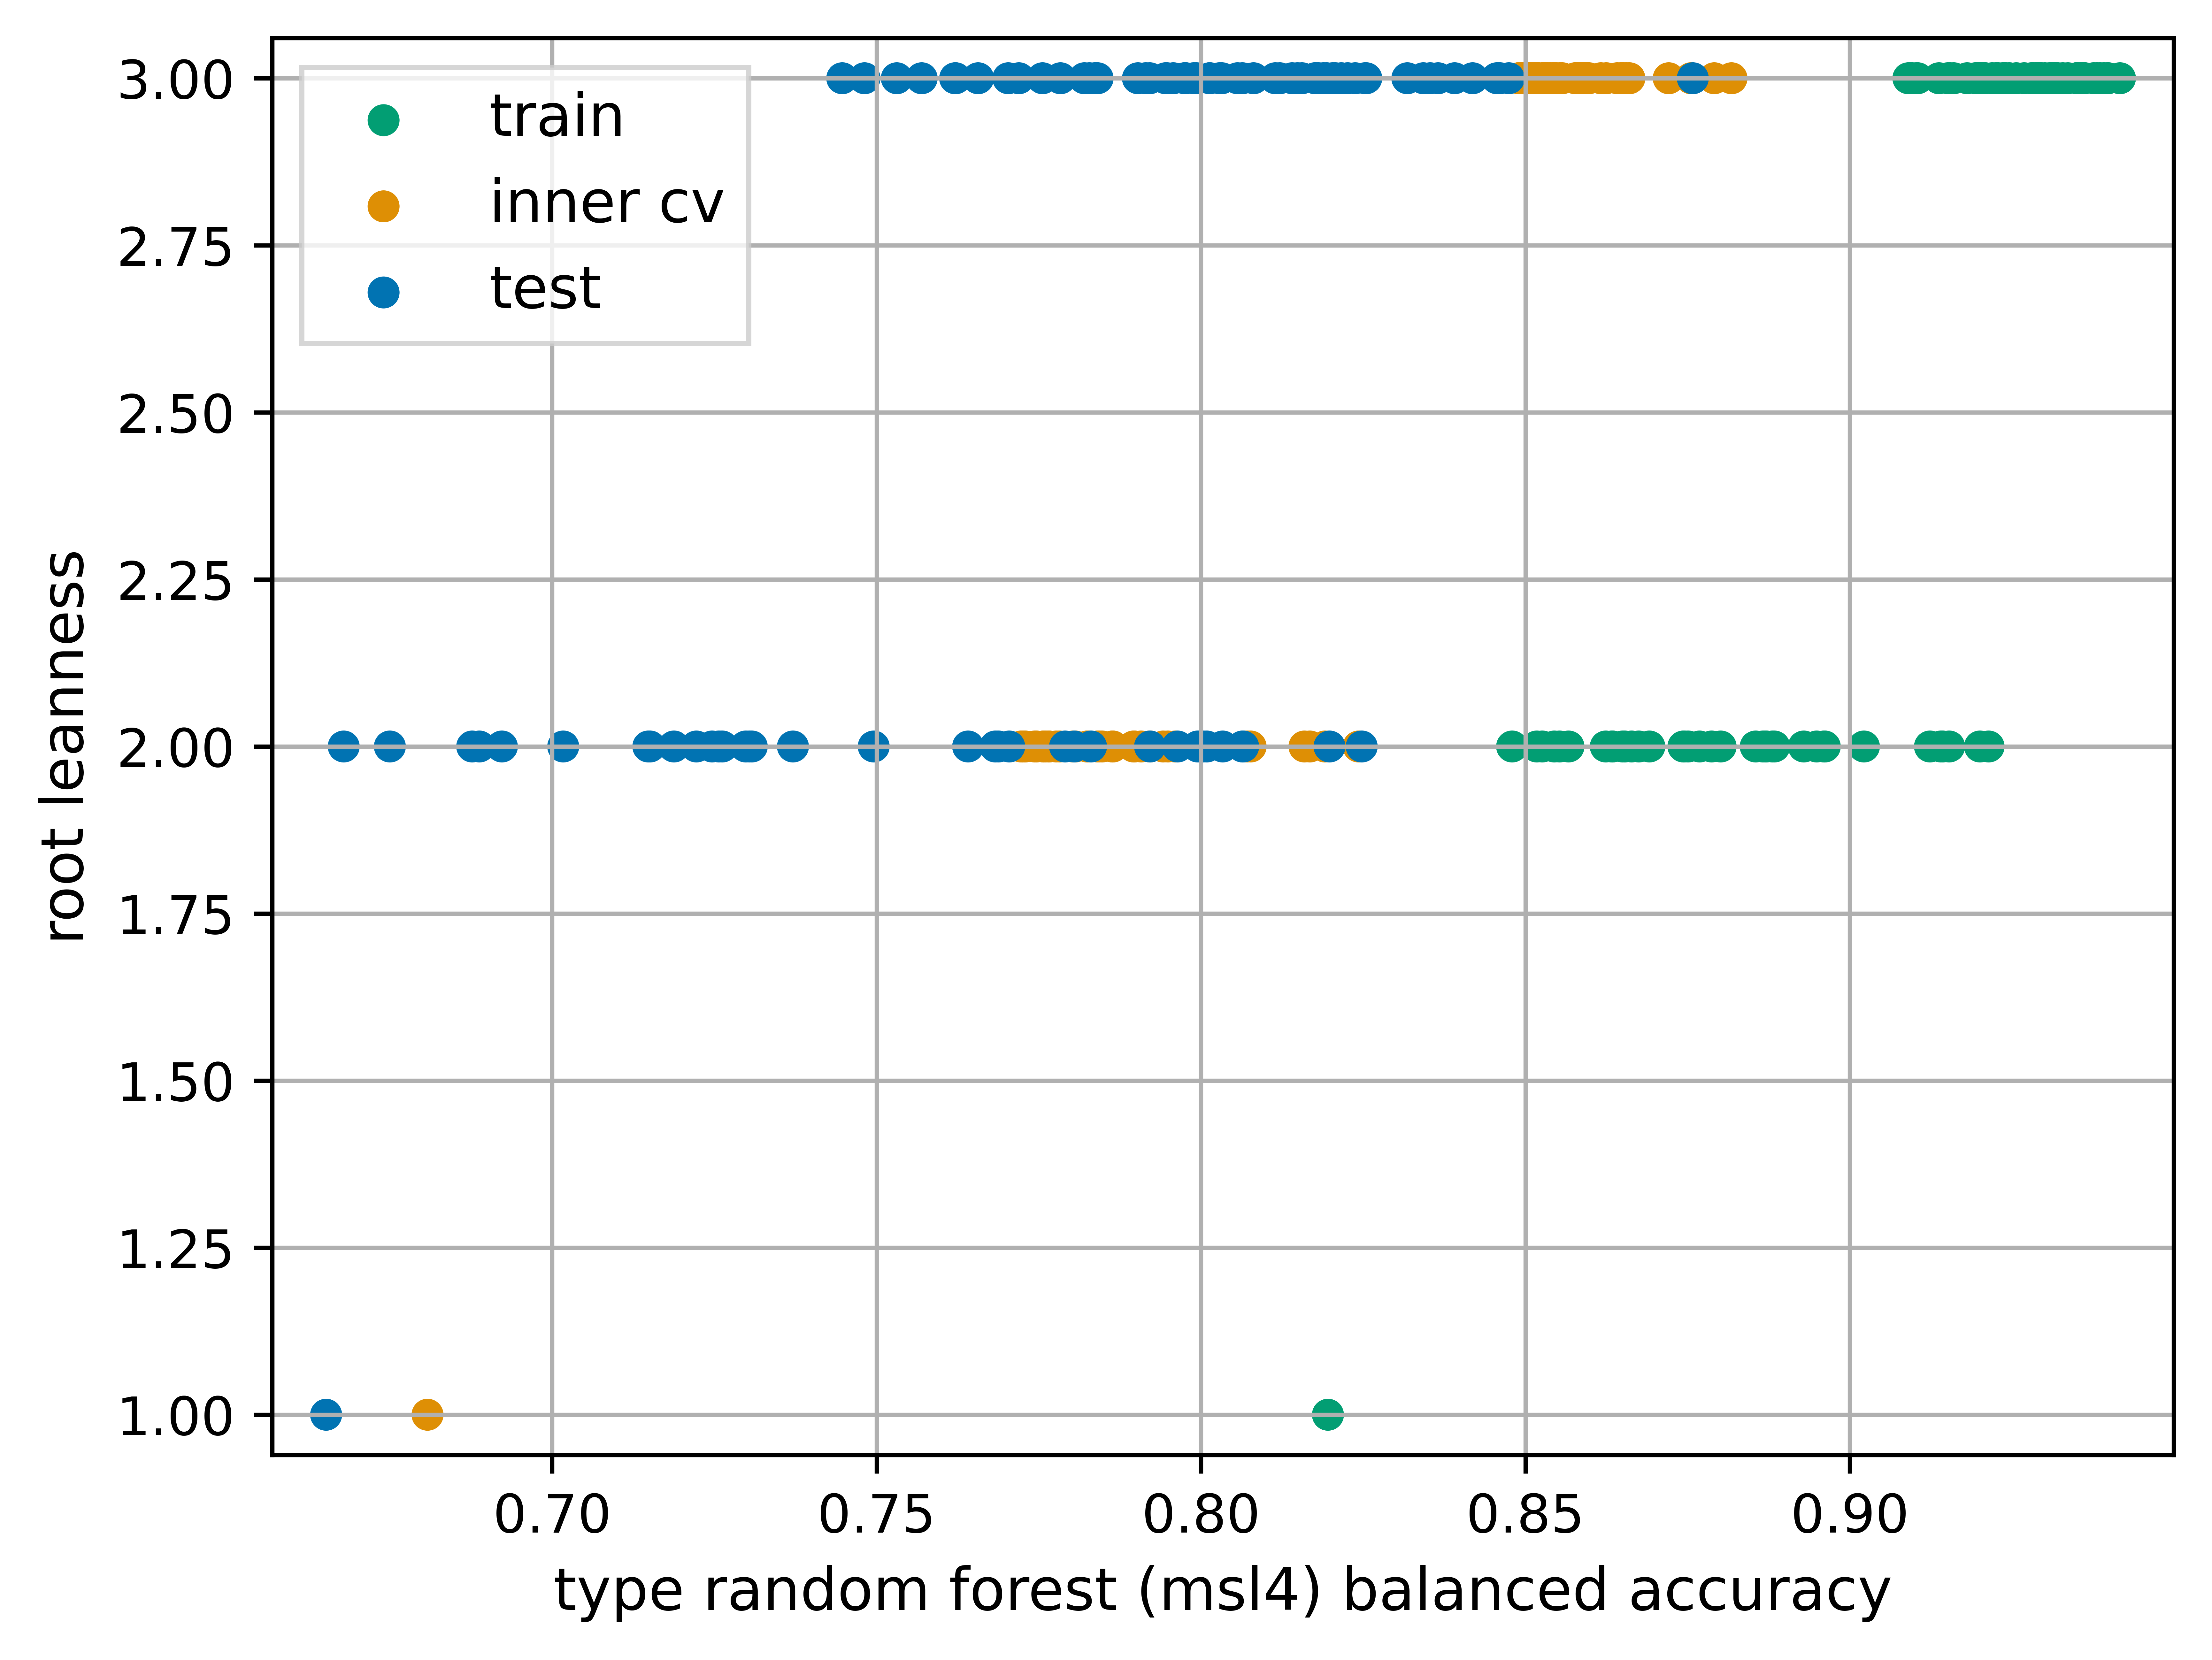 train
inner cv
test
3.00
2.75
2.50
2.25
2.00
1.75
1.50
1.25
1.00
root leanness
0.70 0.75 0.80 0.85 0.90
type random forest (msl4) balanced accuracy